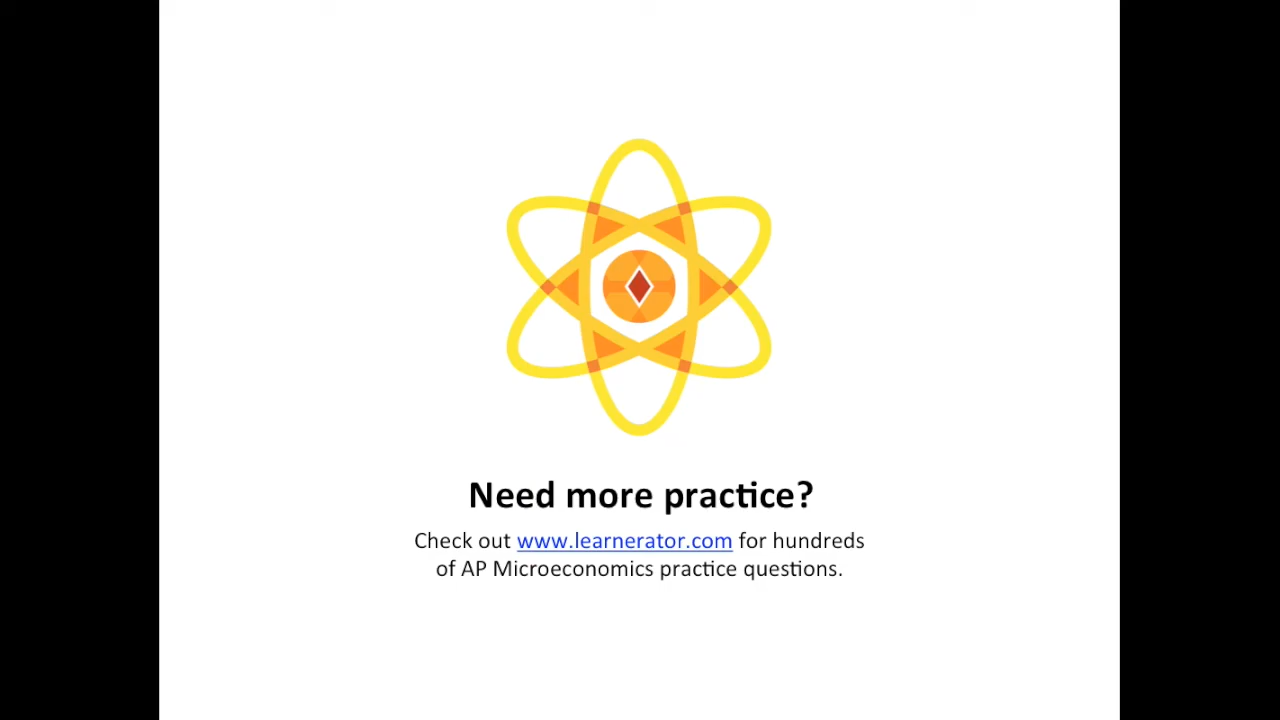 Need more practice?
Check out www.learnerator.com for hundreds
of AP Microeconomics practice questions.